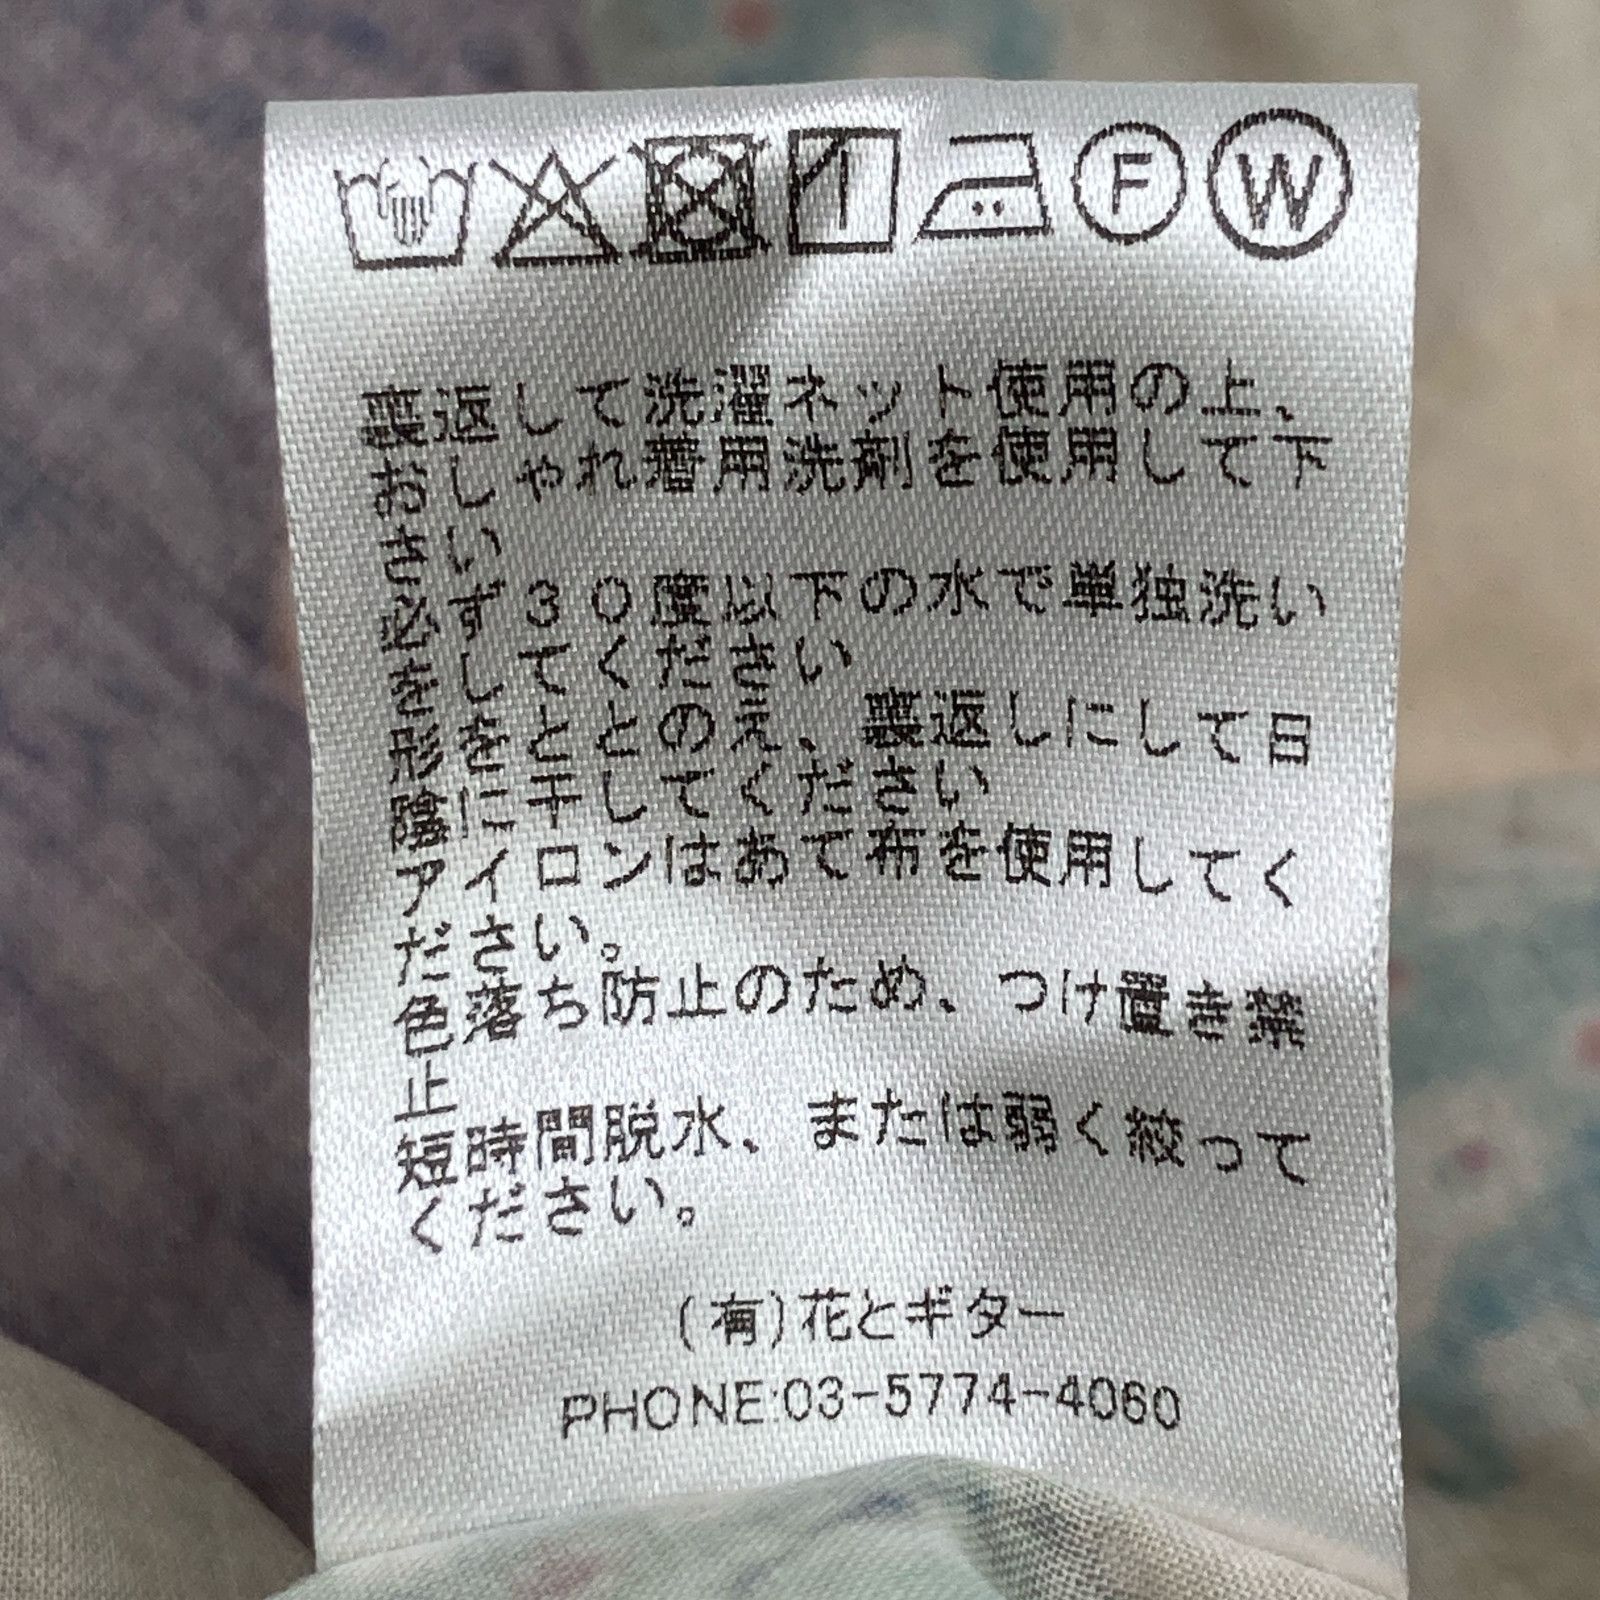 F W
裏返して洗濯ネット使用の上、
おしゃれ着用洗剤を使用して下
さい
必ず30度以下の水で単独洗い
をしてください
形をととのえ、裏返しにして日
陰に干してください
アイロンはあて布を使用してく
ださい。
色落ち防止のため、つけ置き禁
止
短時間脱水、または弱く絞って
ください。
(有)花とギター
PHONE:03-5774-4060